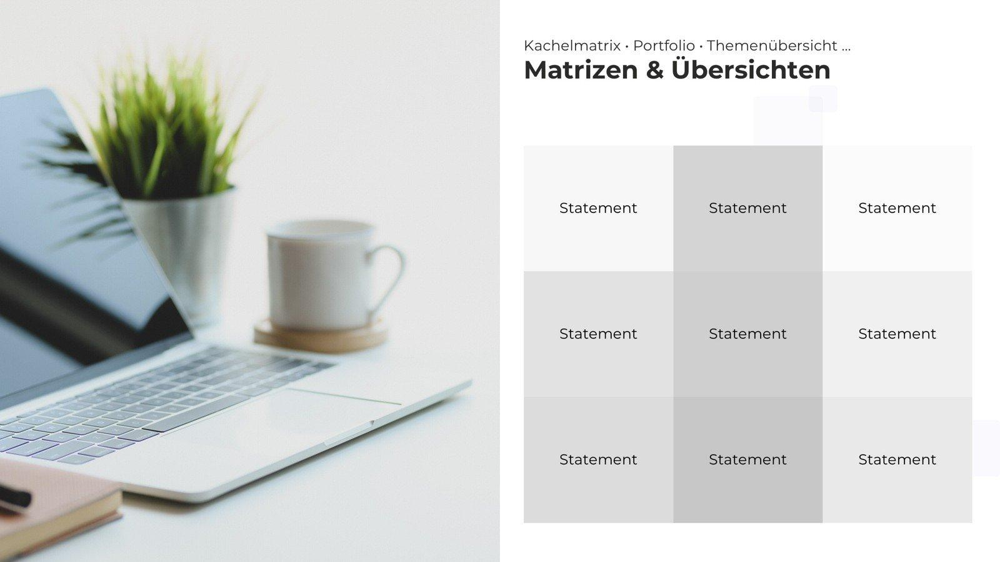 Kachelmatrix • Portfolio • Themenübersicht ...
Matrizen & Übersichten
Statement Statement Statement
Statement Statement Statement
Statement Statement Statement